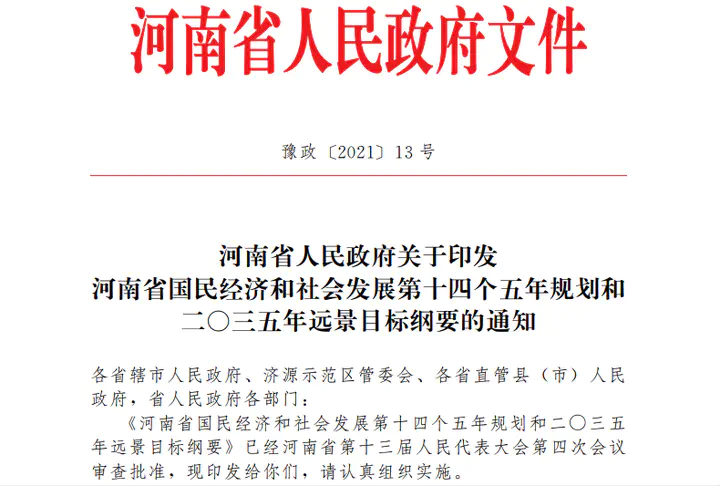 河南省人民政府文件
豫政〔2021〕13号
河南省人民政府关于印发
河南省国民经济和社会发展第十四个五年规划和
二〇三五年远景目标纲要的通知
各省辖市人民政府、济源示范区管委会、各省直管县（市）人民
政府，省人民政府各部门：
《河南省国民经济和社会发展第十四个五年规划和二〇三五
年远景目标纲要》已经河南省第十三届人民代表大会第四次会议
审查批准，现印发给你们，请认真组织实施。